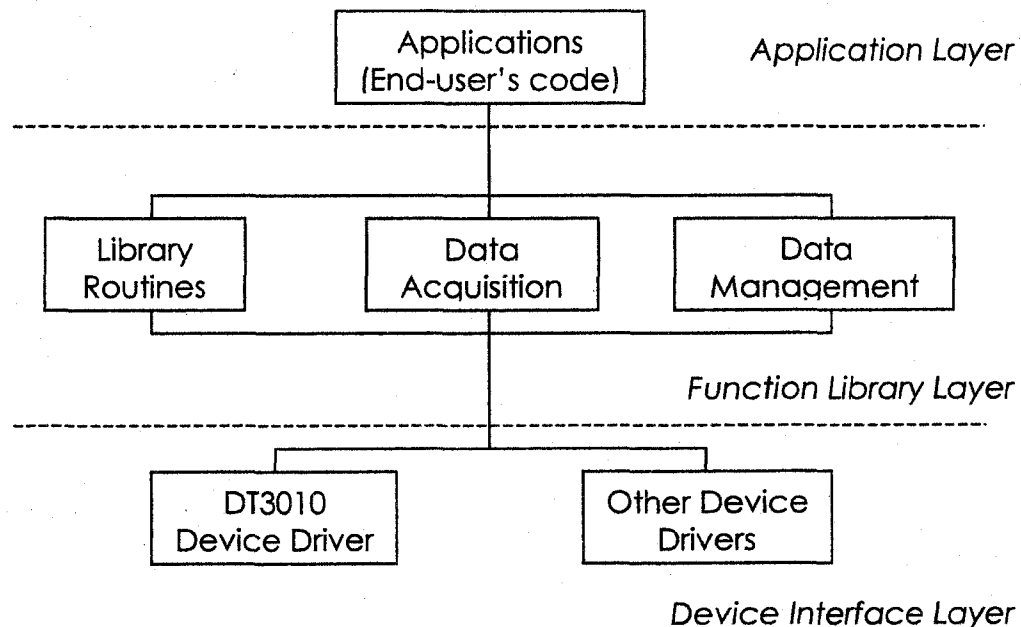 Applications
(End-user's code)
Application Layer
Library
Routines
Data
Acquisition
Data
Management
Function Library Layer
DT3010
Device Driver
Other Device
Drivers
Device Interface Layer